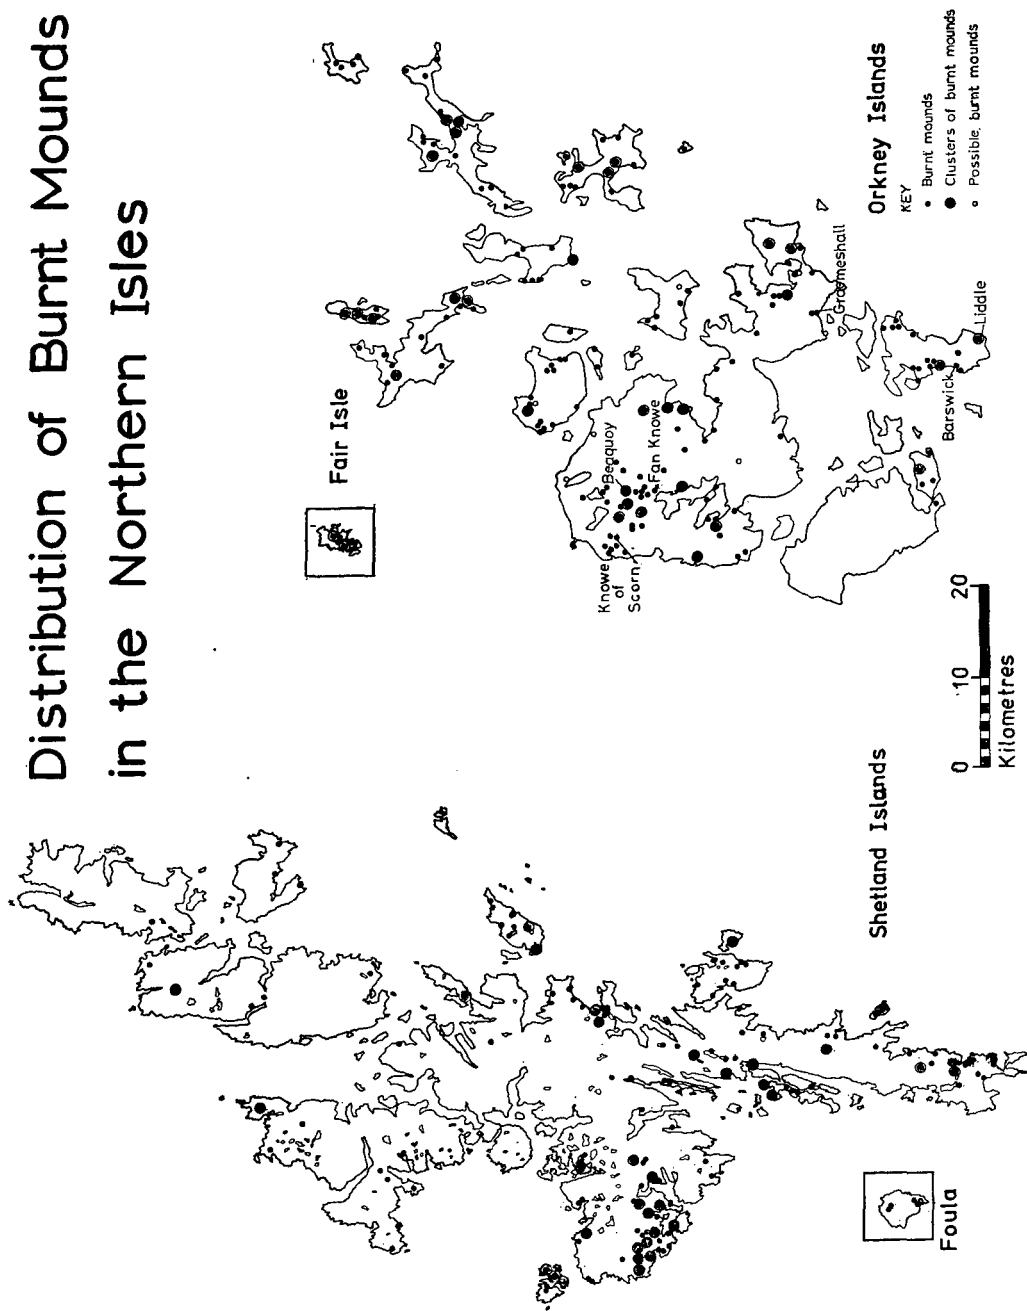 Distribution of Burnt Mounds
in the Northern Isles
Fair Isle
Orkney Islands
KEY
Burnt mounds
Clusters of burnt mounds
Possible burnt mounds
Beaquoy
Fan Knowe
Knowe
of
Scorn
Graemeshall
Liddle
Barswick
0 10 20
Kilometres
Shetland Islands
Foula